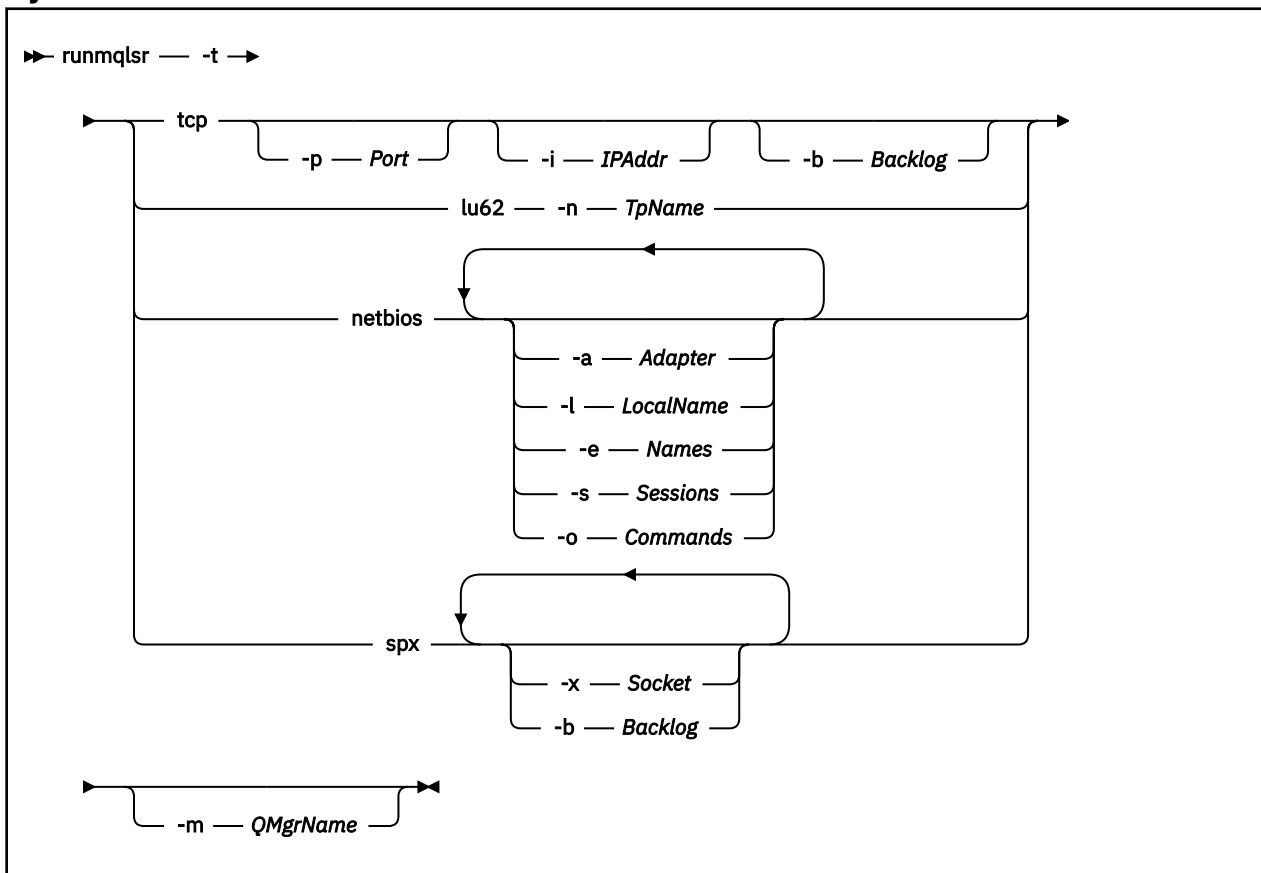 runmqlsr -t
tcp
-p Port -i IPAddr -b Backlog
lu62 -n TpName
netbios
-a Adapter
-l LocalName
-e Names
-s Sessions
-o Commands
spx
-x Socket
-b Backlog
-m QMgrName